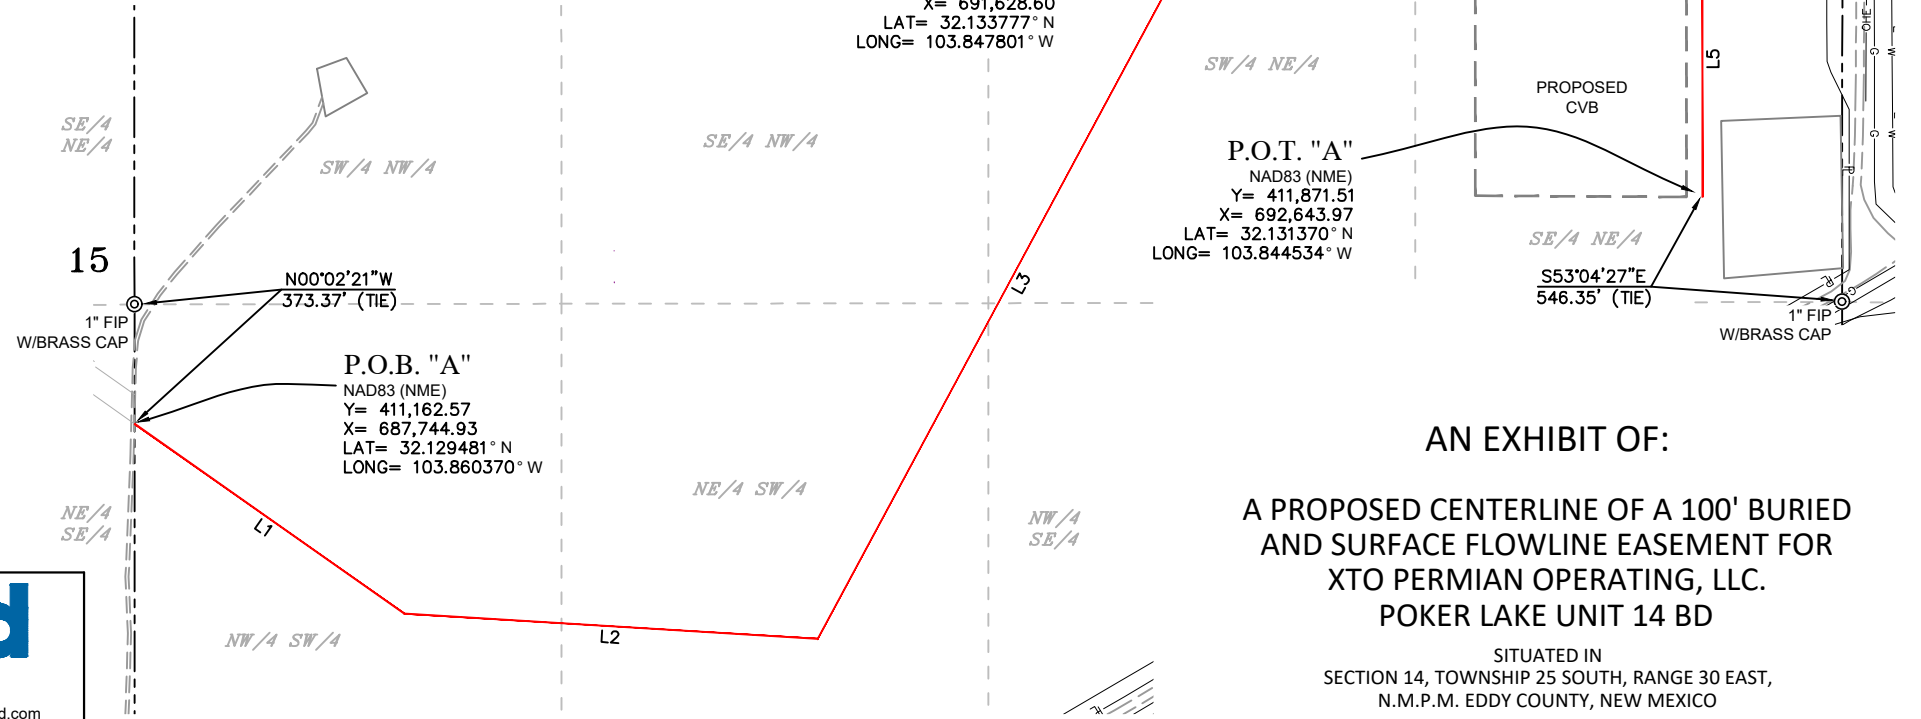 X= 691,628.60
LAT= 32.133777° N
LONG= 103.847801° W
SW/4 NE/4
L5
OHE
G
W
G
W
PROPOSED
CVB
SE/4
NE/4
SW/4 NW/4
SE/4 NW/4
P.O.T. "A"
NAD83 (NME)
Y= 411,871.51
X= 692,643.97
LAT= 32.131370° N
LONG= 103.844534° W
PL
SE/4 NE/4
15
N00°02'21"W
373.37' (TIE)
L3
S53°04'27"E
546.35' (TIE)
PL
G
1" FIP
W/BRASS CAP
1" FIP
W/BRASS CAP
P.O.B. "A"
NAD83 (NME)
Y= 411,162.57
X= 687,744.93
LAT= 32.129481° N
LONG= 103.860370° W
NE/4
SE/4
L1
NE/4 SW/4
NW/4
SE/4
NW/4 SW/4
L2
PL
d
d.com
AN EXHIBIT OF:
A PROPOSED CENTERLINE OF A 100' BURIED
AND SURFACE FLOWLINE EASEMENT FOR
XTO PERMIAN OPERATING, LLC.
POKER LAKE UNIT 14 BD
SITUATED IN
SECTION 14, TOWNSHIP 25 SOUTH, RANGE 30 EAST,
N.M.P.M. EDDY COUNTY, NEW MEXICO